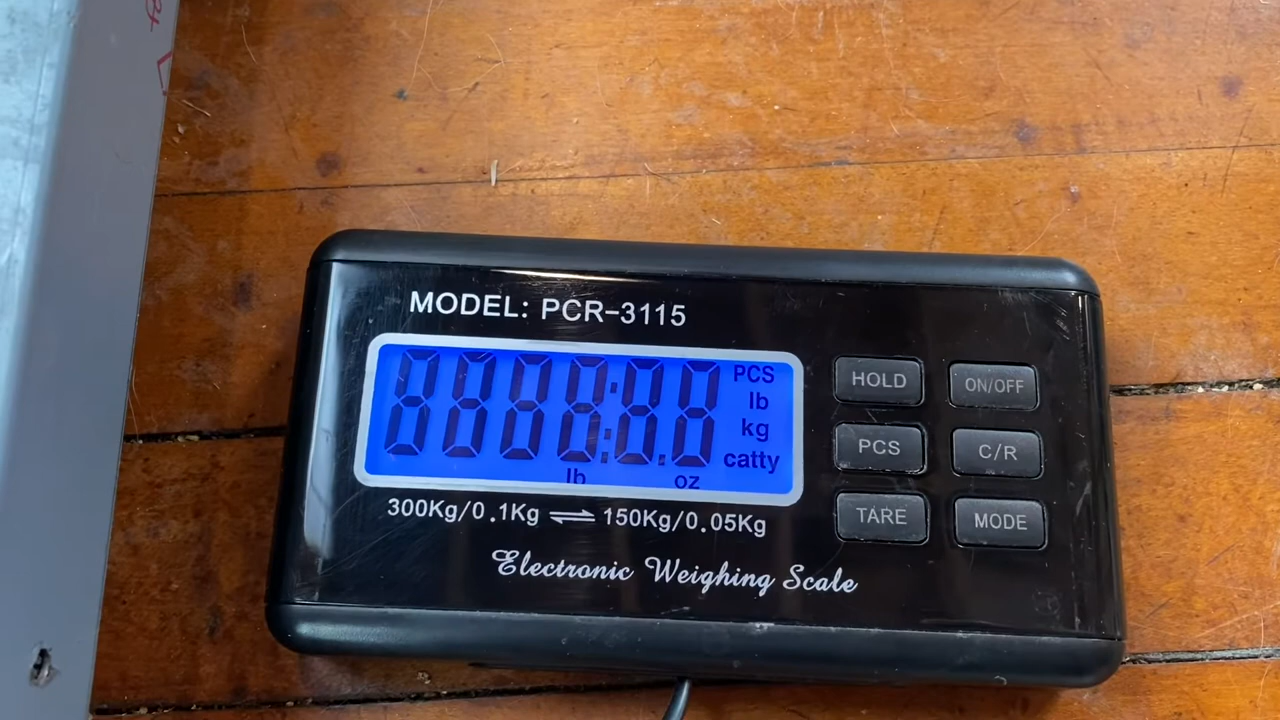 MODEL: PCR-3115
888888
PCS
lb
kg
catty
lb oz
300Kg/0.1Kg ⇌ 150Kg/0.05Kg
Electronic Weighing Scale
HOLD ON/OFF
PCS C/R
TARE MODE